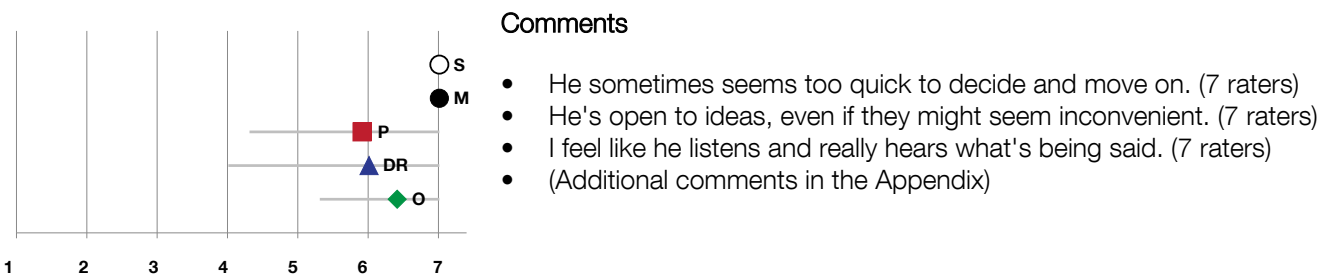 Comments
S
M
P
DR
O
• He sometimes seems too quick to decide and move on. (7 raters)
• He's open to ideas, even if they might seem inconvenient. (7 raters)
• I feel like he listens and really hears what's being said. (7 raters)
• (Additional comments in the Appendix)
1 2 3 4 5 6 7